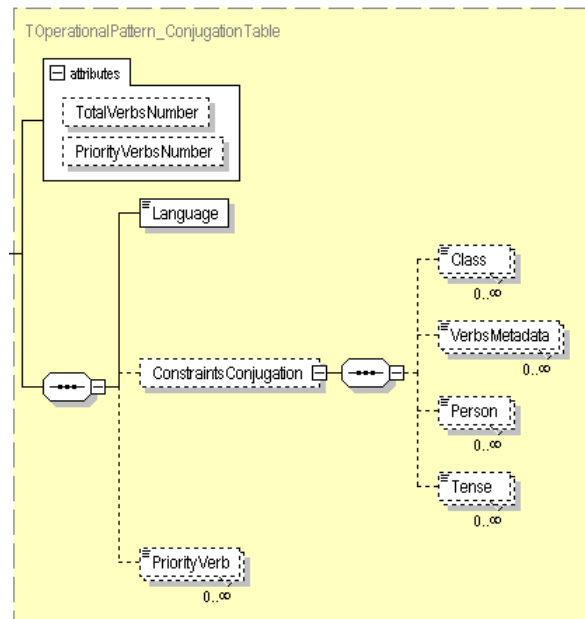 TOperationalPattern_ConjugationTable
attributes
TotalVerbsNumber
PriorityVerbsNumber
Language
Class
0..∞
VerbsMetadata
0..∞
ConstraintsConjugation
Person
0..∞
Tense
0..∞
PriorityVerb
0..∞